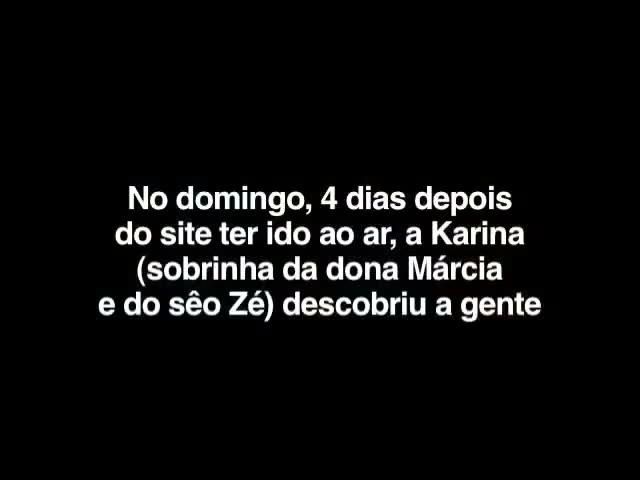 No domingo, 4 dias depois
do site ter ido ao ar, a Karina
(sobrinha da dona Márcia
e do sêo Zé) descobriu a gente